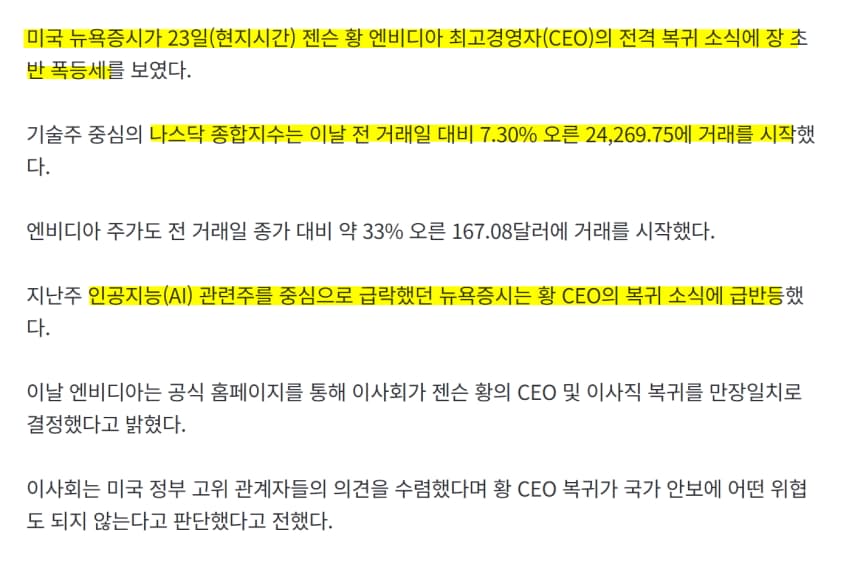 미국 뉴욕증시가 23일(현지시간) 젠슨 황 엔비디아 최고경영자(CEO)의 전격 복귀 소식에 장 초
반 폭등세를 보였다.
기술주 중심의 나스닥 종합지수는 이날 전 거래일 대비 7.30% 오른 24,269.75에 거래를 시작했
다.
엔비디아 주가도 전 거래일 종가 대비 약 33% 오른 167.08달러에 거래를 시작했다.
지난주 인공지능(AI) 관련주를 중심으로 급락했던 뉴욕증시는 황 CEO의 복귀 소식에 급반등했
다.
이날 엔비디아는 공식 홈페이지를 통해 이사회가 젠슨 황의 CEO 및 이사직 복귀를 만장일치로
결정했다고 밝혔다.
이사회는 미국 정부 고위 관계자들의 의견을 수렴했다며 황 CEO 복귀가 국가 안보에 어떤 위협
도 되지 않는다고 판단했다고 전했다.